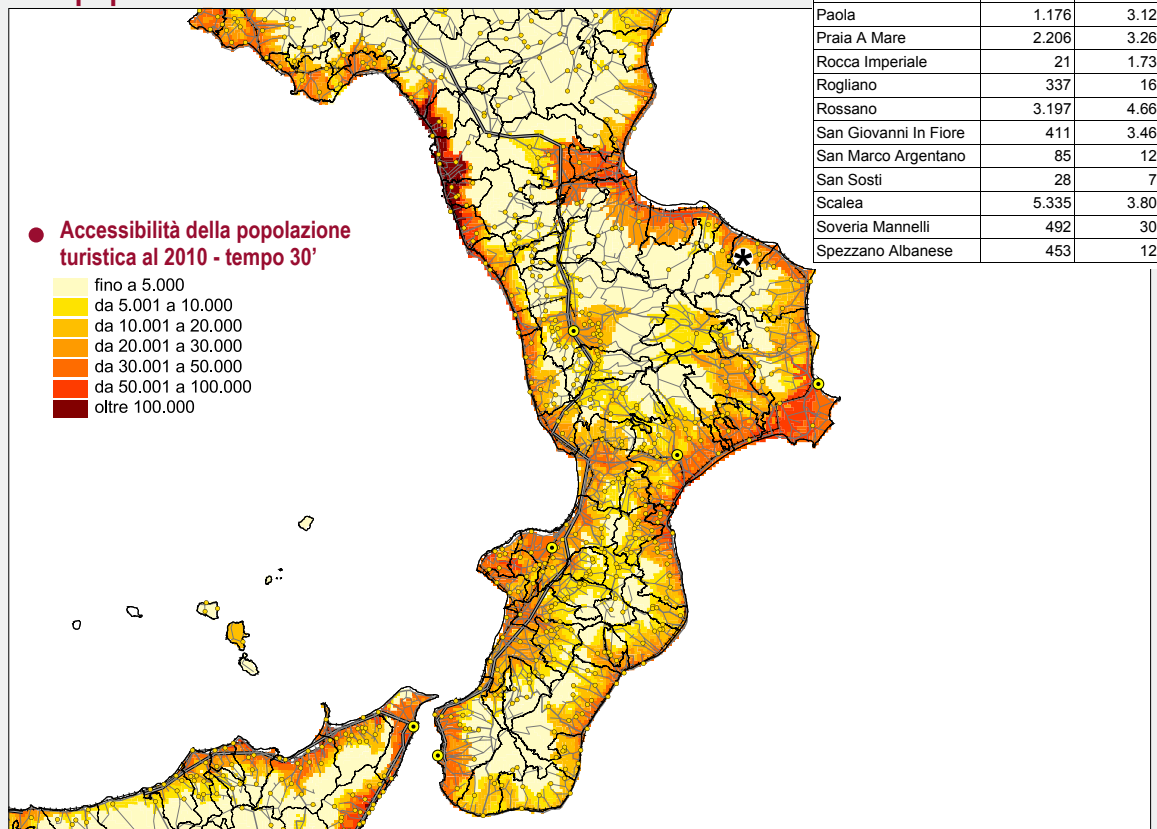 Paola 1.176 3.12
Praia A Mare 2.206 3.26
Rocca Imperiale 21 1.73
Rogliano 337 16
Rossano 3.197 4.66
San Giovanni In Fiore 411 3.46
San Marco Argentano 85 12
San Sosti 28 7
Scalea 5.335 3.80
Soveria Mannelli 492 30
Spezzano Albanese 453 12
Accessibilità della popolazione
turistica al 2010 - tempo 30’
fino a 5.000
da 5.001 a 10.000
da 10.001 a 20.000
da 20.001 a 30.000
da 30.001 a 50.000
da 50.001 a 100.000
oltre 100.000
*